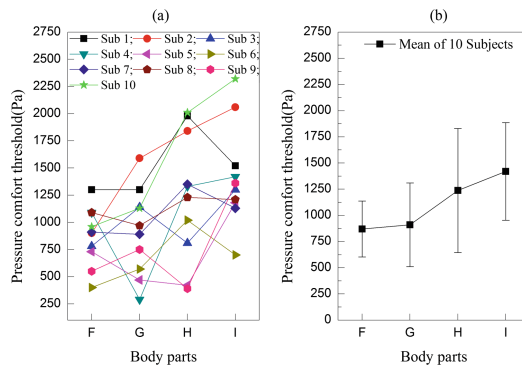 (a)
Pressure comfort threshold(Pa)
2750
2500
2250
2000
1750
1500
1250
1000
750
500
250
Sub 1; Sub 2; Sub 3;
Sub 4; Sub 5; Sub 6;
Sub 7; Sub 8; Sub 9;
Sub 10
F G H I
Body parts
(b)
Pressure comfort threshold(Pa)
2750
2500
2250
2000
1750
1500
1250
1000
750
500
250
0
Mean of 10 Subjects
F G H I
Body parts